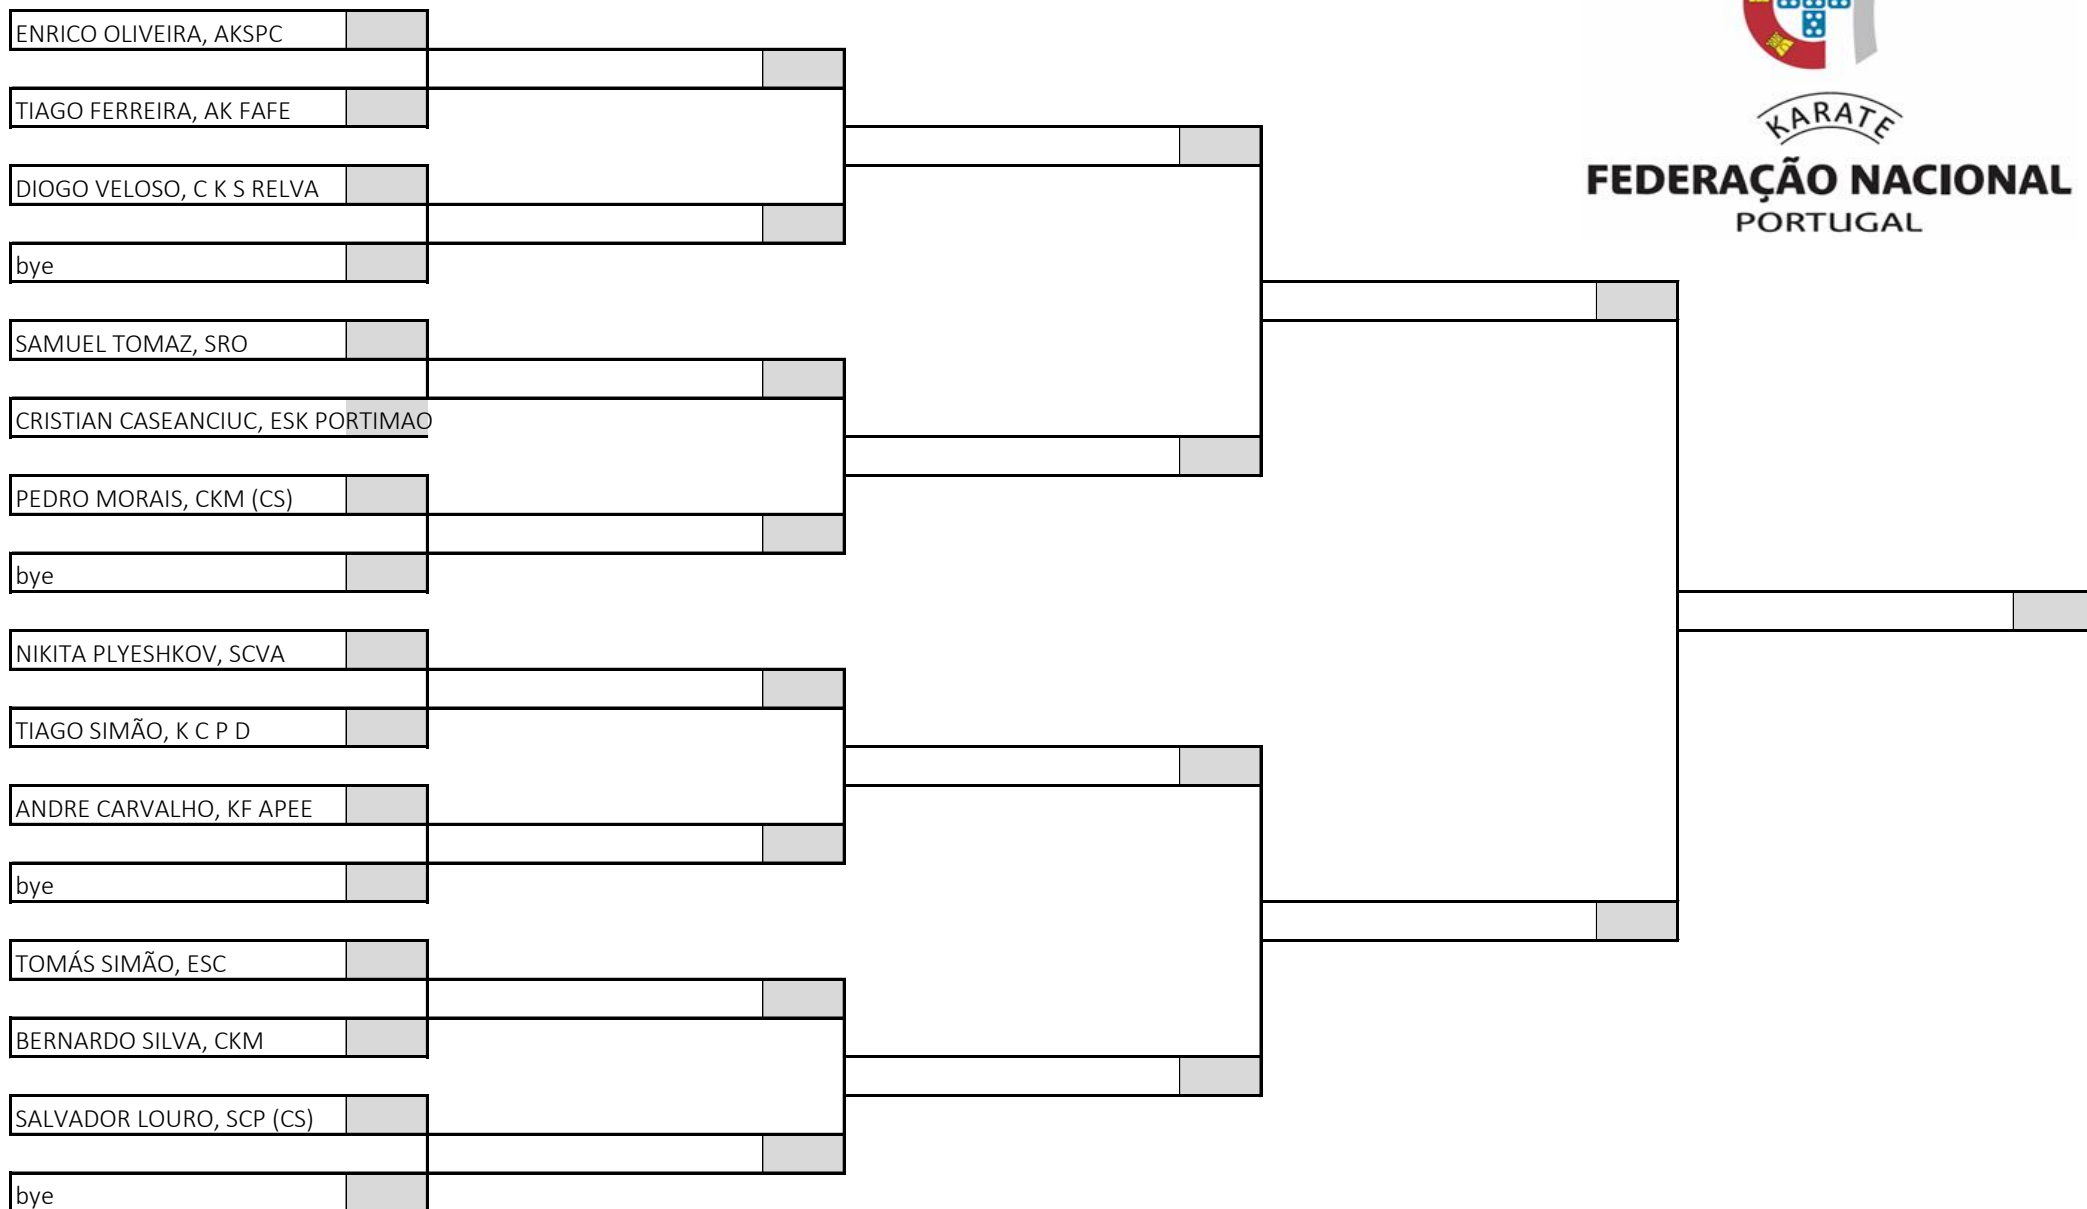 ENRICO OLIVEIRA, AKSPC
TIAGO FERREIRA, AK FAFE
DIOGO VELOSO, C K S RELVA
bye
SAMUEL TOMAZ, SRO
CRISTIAN CASEANCIUC, ESK PORTIMAO
PEDRO MORAIS, CKM (CS)
bye
NIKITA PLYESHKOV, SCVA
TIAGO SIMÃO, K C P D
ANDRE CARVALHO, KF APEE
bye
TOMÁS SIMÃO, ESC
BERNARDO SILVA, CKM
SALVADOR LOURO, SCP (CS)
bye
KARATE
FEDERAÇÃO NACIONAL
PORTUGAL